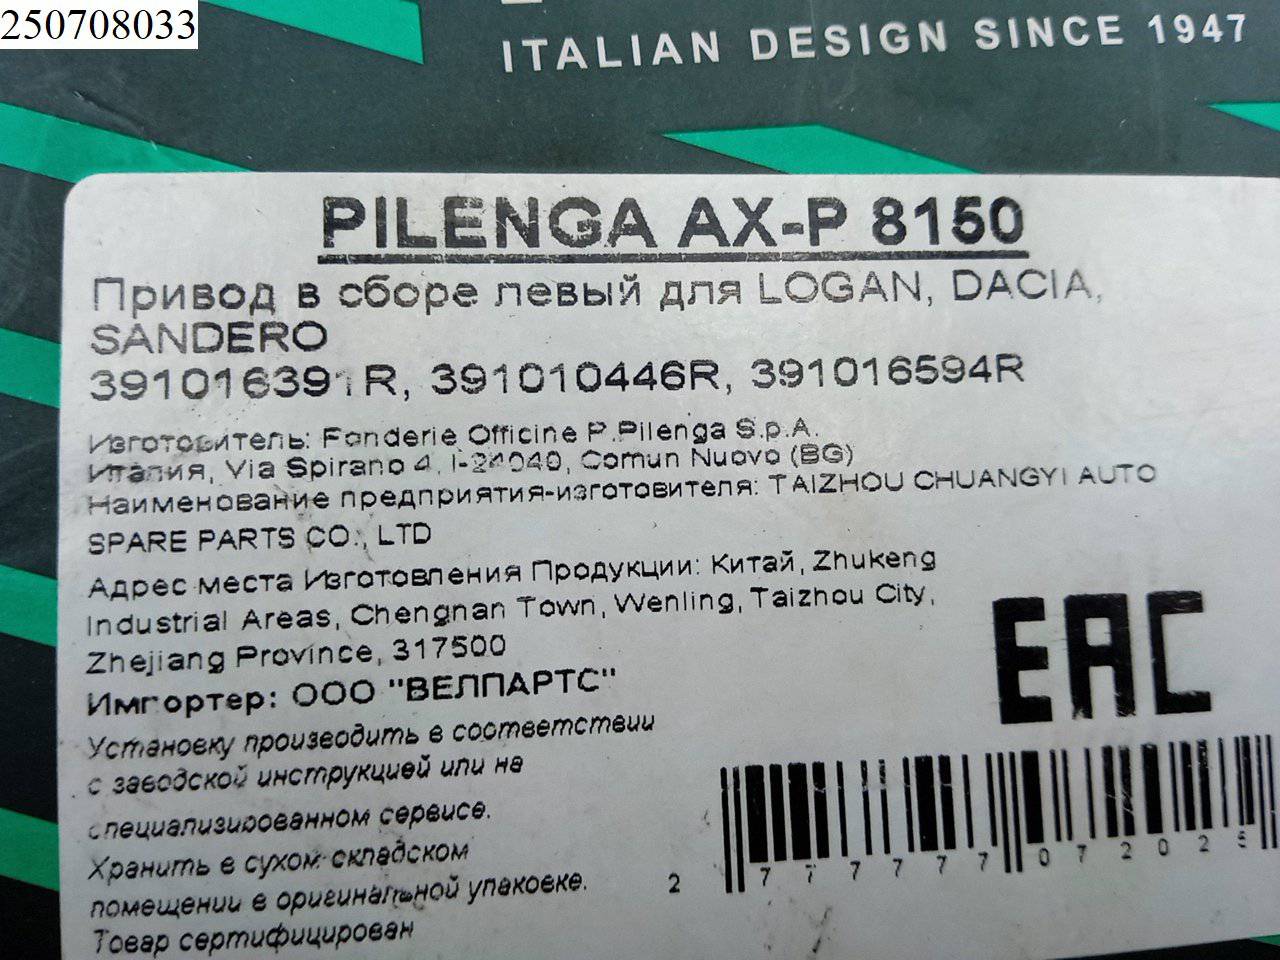 250708033
ITALIAN DESIGN SINCE 1947
PILENGA AX-P 8150
Привод в сборе левый для LOGAN, DACIA,
SANDERO
391016391R, 391010446R, 391016594R
Изготовитель: Fonderie Officine P.Pilenga S.p.A.
Италия, Via Spirano 4, I-24040, Comun Nuovo (BG)
Наименование предприятия-изготовителя: TAIZHOU CHUANGYI AUTO
SPARE PARTS CO., LTD
Адрес места Изготовления Продукции: Китай, Zhukeng
Industrial Areas, Chengnan Town, Wenling, Taizhou City,
Zhejiang Province, 317500
Импортер: ООО "ВЕЛПАРТС"
Установку производить в соответствии
с заводской инструкцией или на
специализированном сервисе.
Хранить в сухом складском
помещении в оригинальной упаковке.
Товар сертифицирован
EAC
2 777777 07202